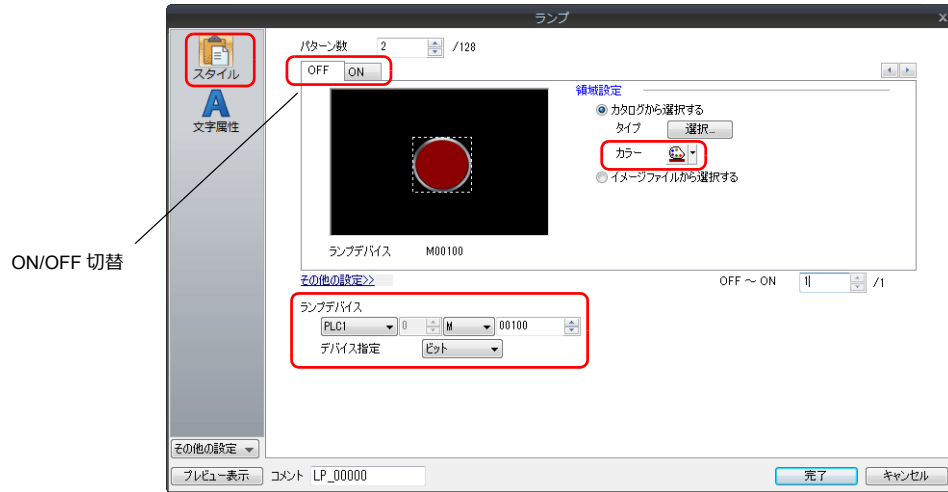 ランプ
x
スタイル
文字属性
パターン数 2 /128
OFF ON
領域設定
カタログから選択する
タイプ 選択...
カラー
イメージファイルから選択する
ランプデバイス M00100
ON/OFF 切替
その他の設定>>
OFF ~ ON 1 /1
ランプデバイス
PLC1 0 M 00100
デバイス指定 ビット
その他の設定
プレビュー表示 コメント LP_00000 完了 キャンセル